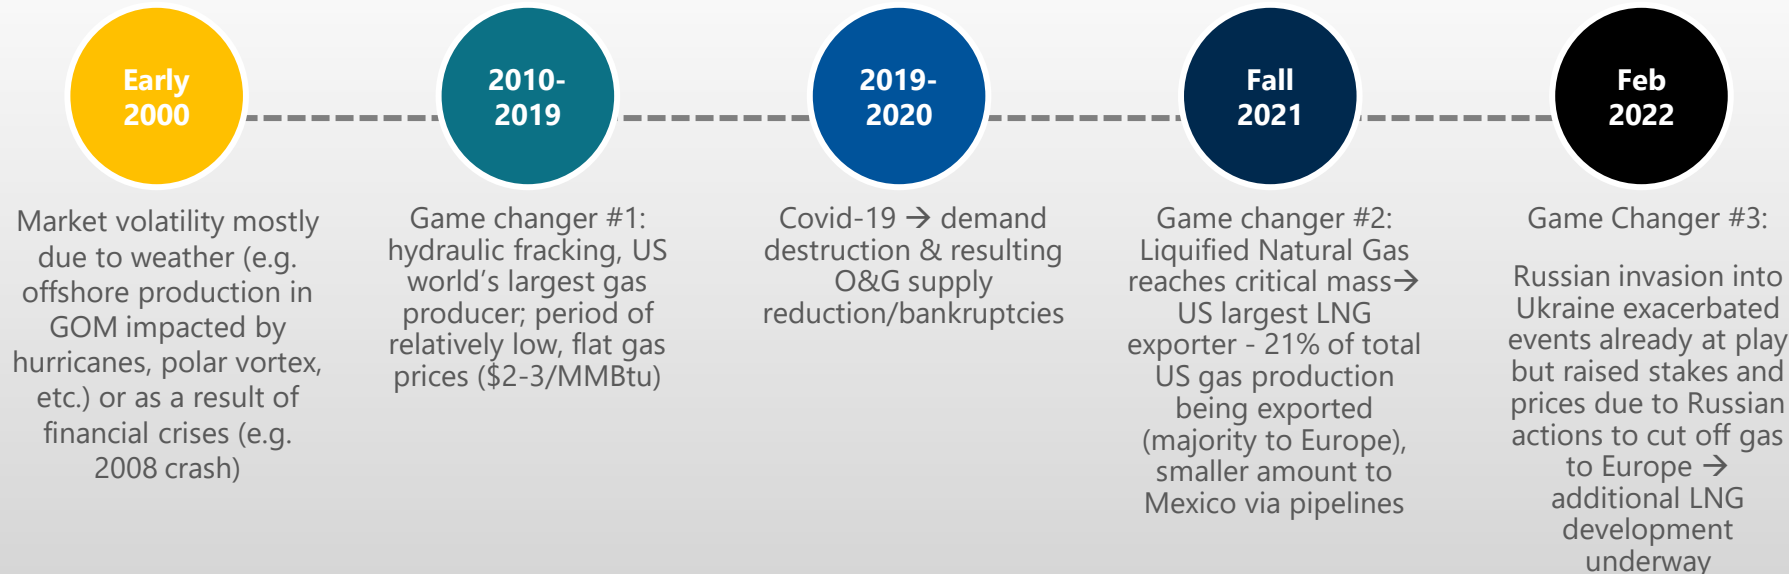 Early
2000
Market volatility mostly
due to weather (e.g.
offshore production in
GOM impacted by
hurricanes, polar vortex,
etc.) or as a result of
financial crises (e.g.
2008 crash)
2010-
2019
Game changer #1:
hydraulic fracking, US
world’s largest gas
producer; period of
relatively low, flat gas
prices ($2-3/MMBtu)
2019-
2020
Covid-19 → demand
destruction & resulting
O&G supply
reduction/bankruptcies
Fall
2021
Game changer #2:
Liquified Natural Gas
reaches critical mass→
US largest LNG
exporter - 21% of total
US gas production
being exported
(majority to Europe),
smaller amount to
Mexico via pipelines
Feb
2022
Game Changer #3:
Russian invasion into
Ukraine exacerbated
events already at play
but raised stakes and
prices due to Russian
actions to cut off gas
to Europe →
additional LNG
development
underway